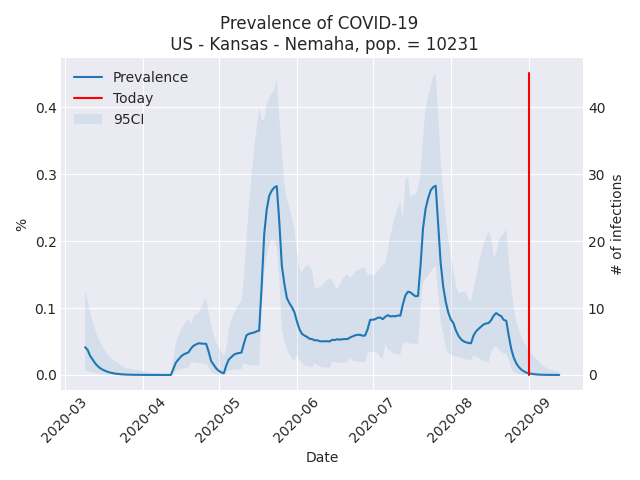 Prevalence of COVID-19
US - Kansas - Nemaha, pop. = 10231
Prevalence
Today
95CI
0.4
0.3
0.2
0.1
0.0
%
40
30
20
10
0
# of infections
2020-03
2020-04
2020-05
2020-06
2020-07
2020-08
2020-09
Date